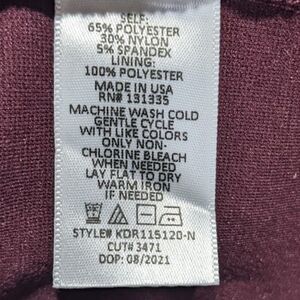 SELF:
65% POLYESTER
30% NYLON
5% SPANDEX
LINING:
100% POLYESTER
MADE IN USA
RN# 131335
MACHINE WASH COLD
GENTLE CYCLE
WITH LIKE COLORS
ONLY NON-
CHLORINE BLEACH
WHEN NEEDED
LAY FLAT TO DRY
WARM IRON
IF NEEDED
STYLE# KDR115120-N
CUT# 3471
DOP: 08/2021